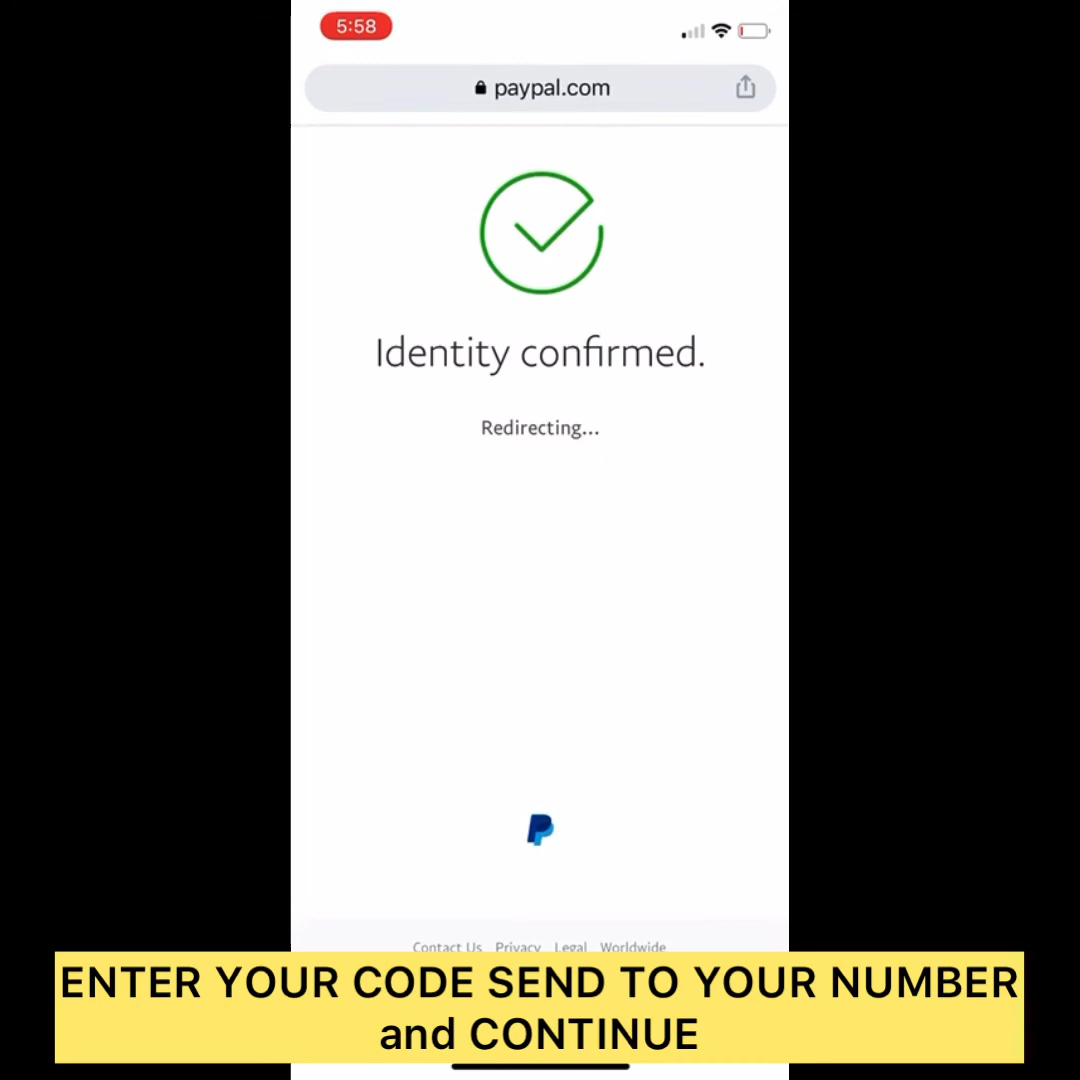 5:58
paypal.com
Identity confirmed.
Redirecting...
Contact Us Privacy Legal Worldwide
ENTER YOUR CODE SEND TO YOUR NUMBER
and CONTINUE